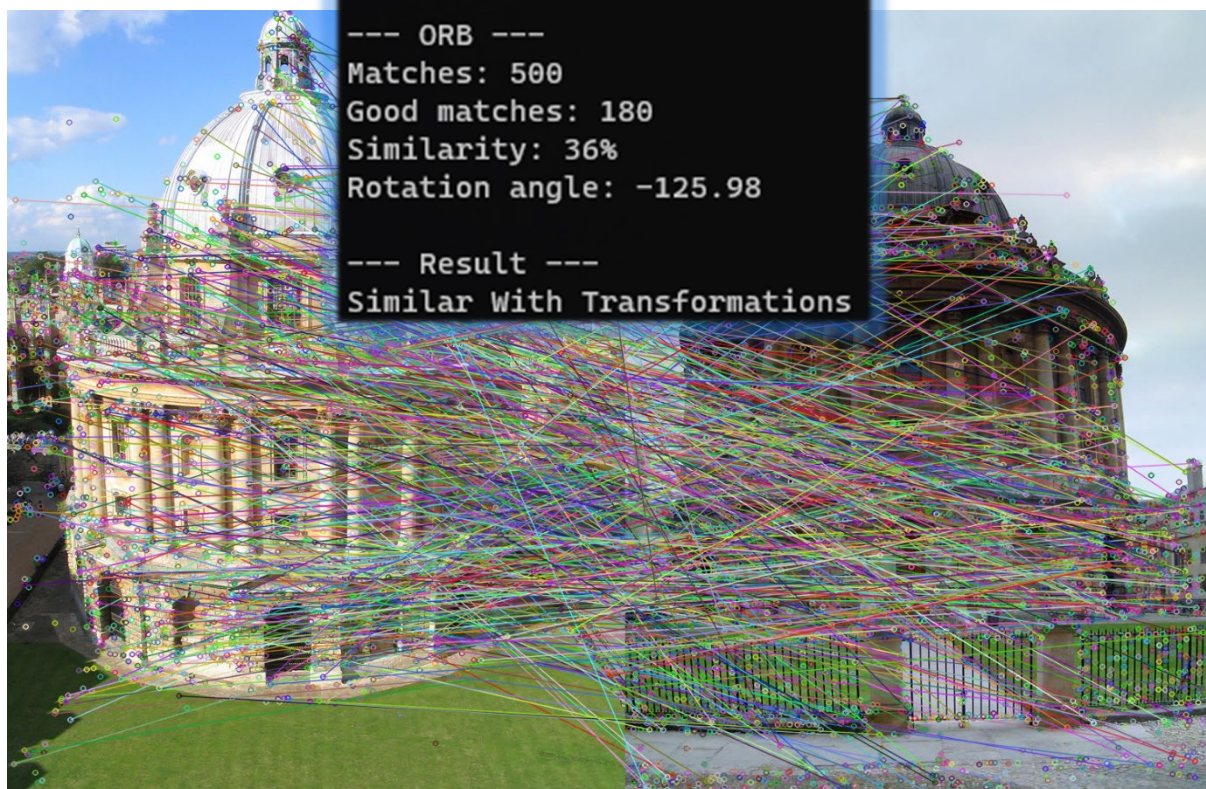 --- ORB ---
Matches: 500
Good matches: 180
Similarity: 36%
Rotation angle: -125.98
--- Result ---
Similar With Transformations